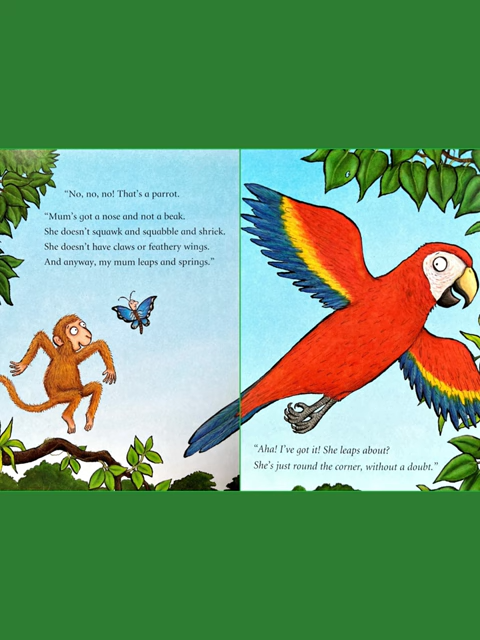 "No, no, no! That's a parrot.
"Mum's got a nose and not a beak.
She doesn't squawk and squabble and shriek.
She doesn't have claws or feathery wings.
And anyway, my mum leaps and springs."
"Aha! I've got it! She leaps about?
She's just round the corner, without a doubt."